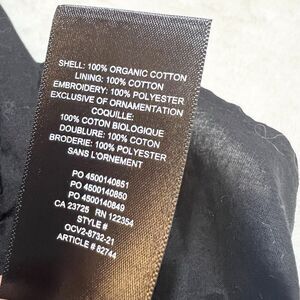 SHELL: 100% ORGANIC COTTON
LINING: 100% COTTON
EMBROIDERY: 100% POLYESTER
EXCLUSIVE OF ORNAMENTATION
COQUILLE:
100% COTON BIOLOGIQUE
DOUBLURE: 100% COTON
BRODERIE: 100% POLYESTER
SANS L'ORNEMENT
PO 4500140851
PO 4500140850
PO 4500140849
CA 23725 RN 122354
STYLE #
OCV2-8732-21
ARTICLE # 82744